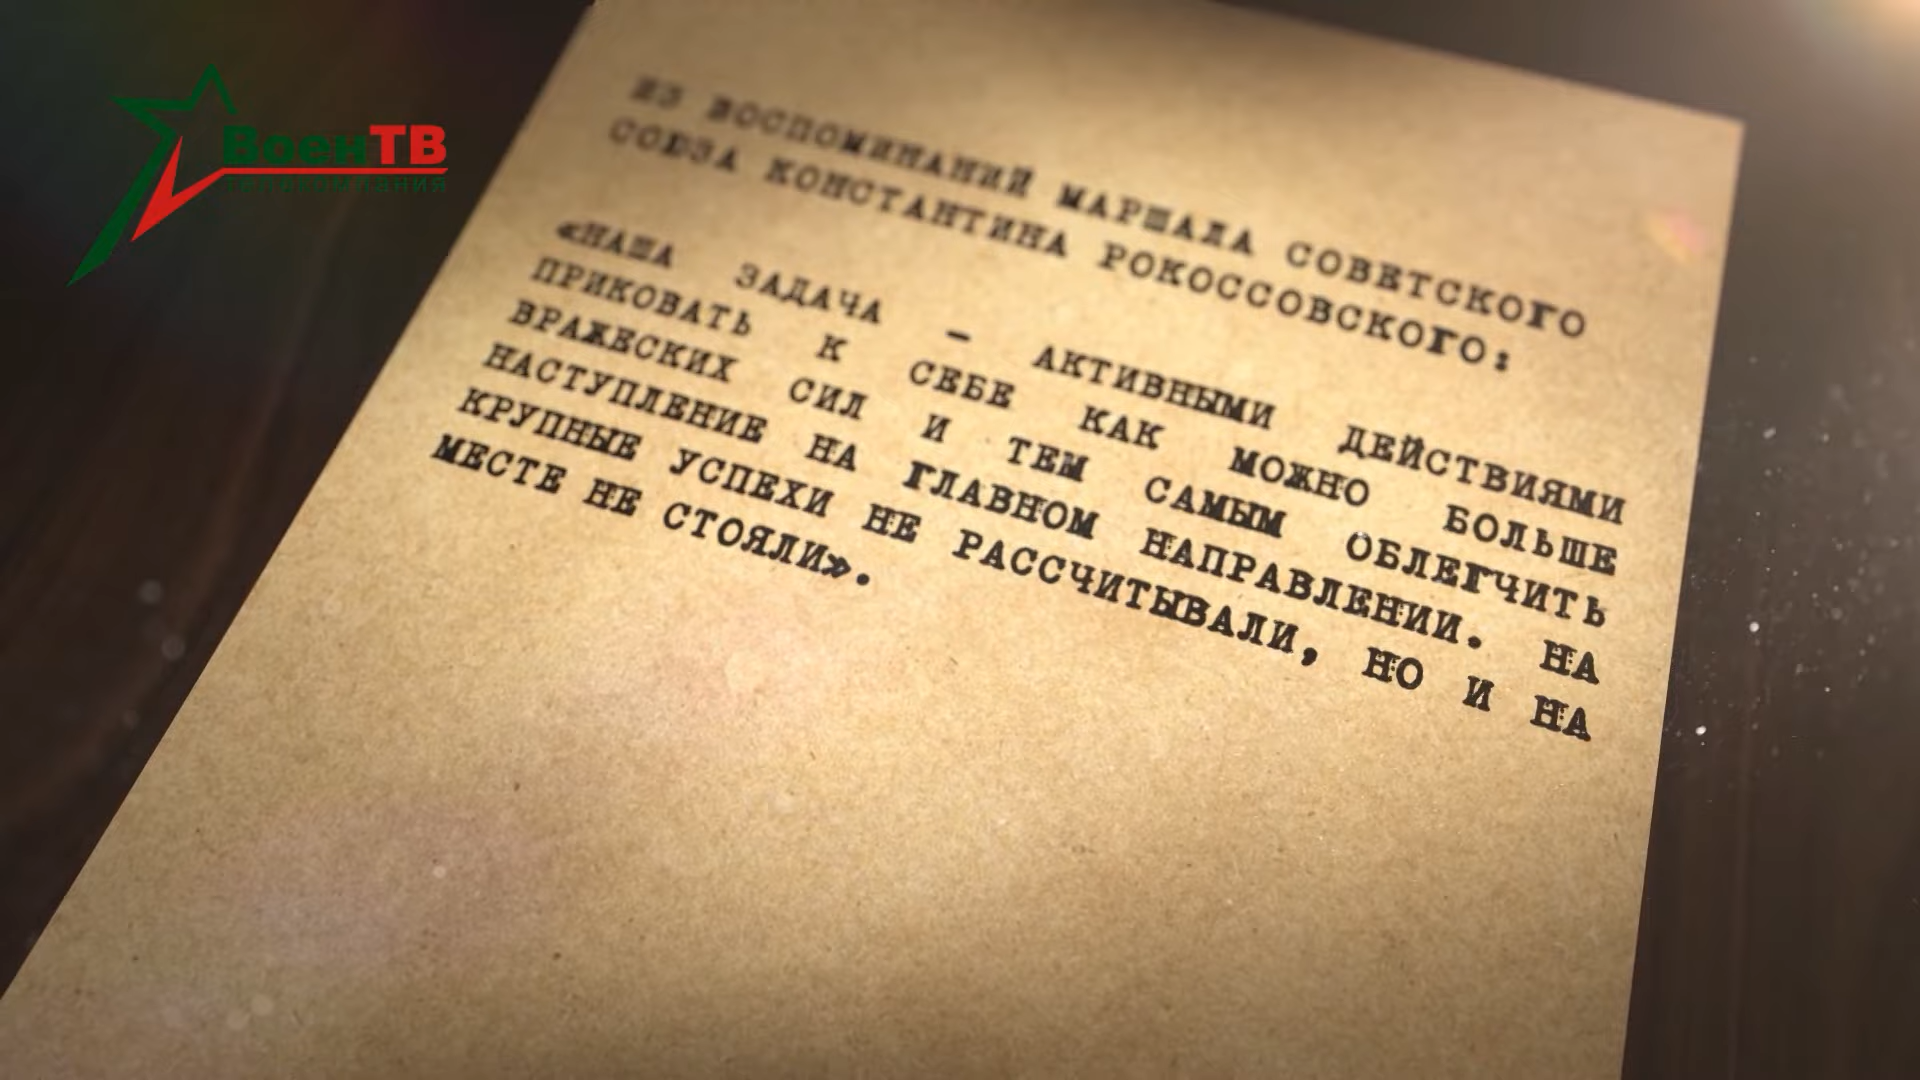 ВоенТВ
телекомпания
ИЗ ВОСПОМИНАНИЙ МАРШАЛА СОВЕТСКОГО
СОЮЗА КОНСТАНТИНА РОКОССОВСКОГО:
«НАША ЗАДАЧА – АКТИВНЫМИ ДЕЙСТВИЯМИ
ПРИКОВАТЬ К СЕБЕ КАК МОЖНО БОЛЬШЕ
ВРАЖЕСКИХ СИЛ И ТЕМ САМЫМ ОБЛЕГЧИТЬ
НАСТУПЛЕНИЕ НА ГЛАВНОМ НАПРАВЛЕНИИ. НА
КРУПНЫЕ УСПЕХИ НЕ РАССЧИТЫВАЛИ, НО И НА
МЕСТЕ НЕ СТОЯЛИ».